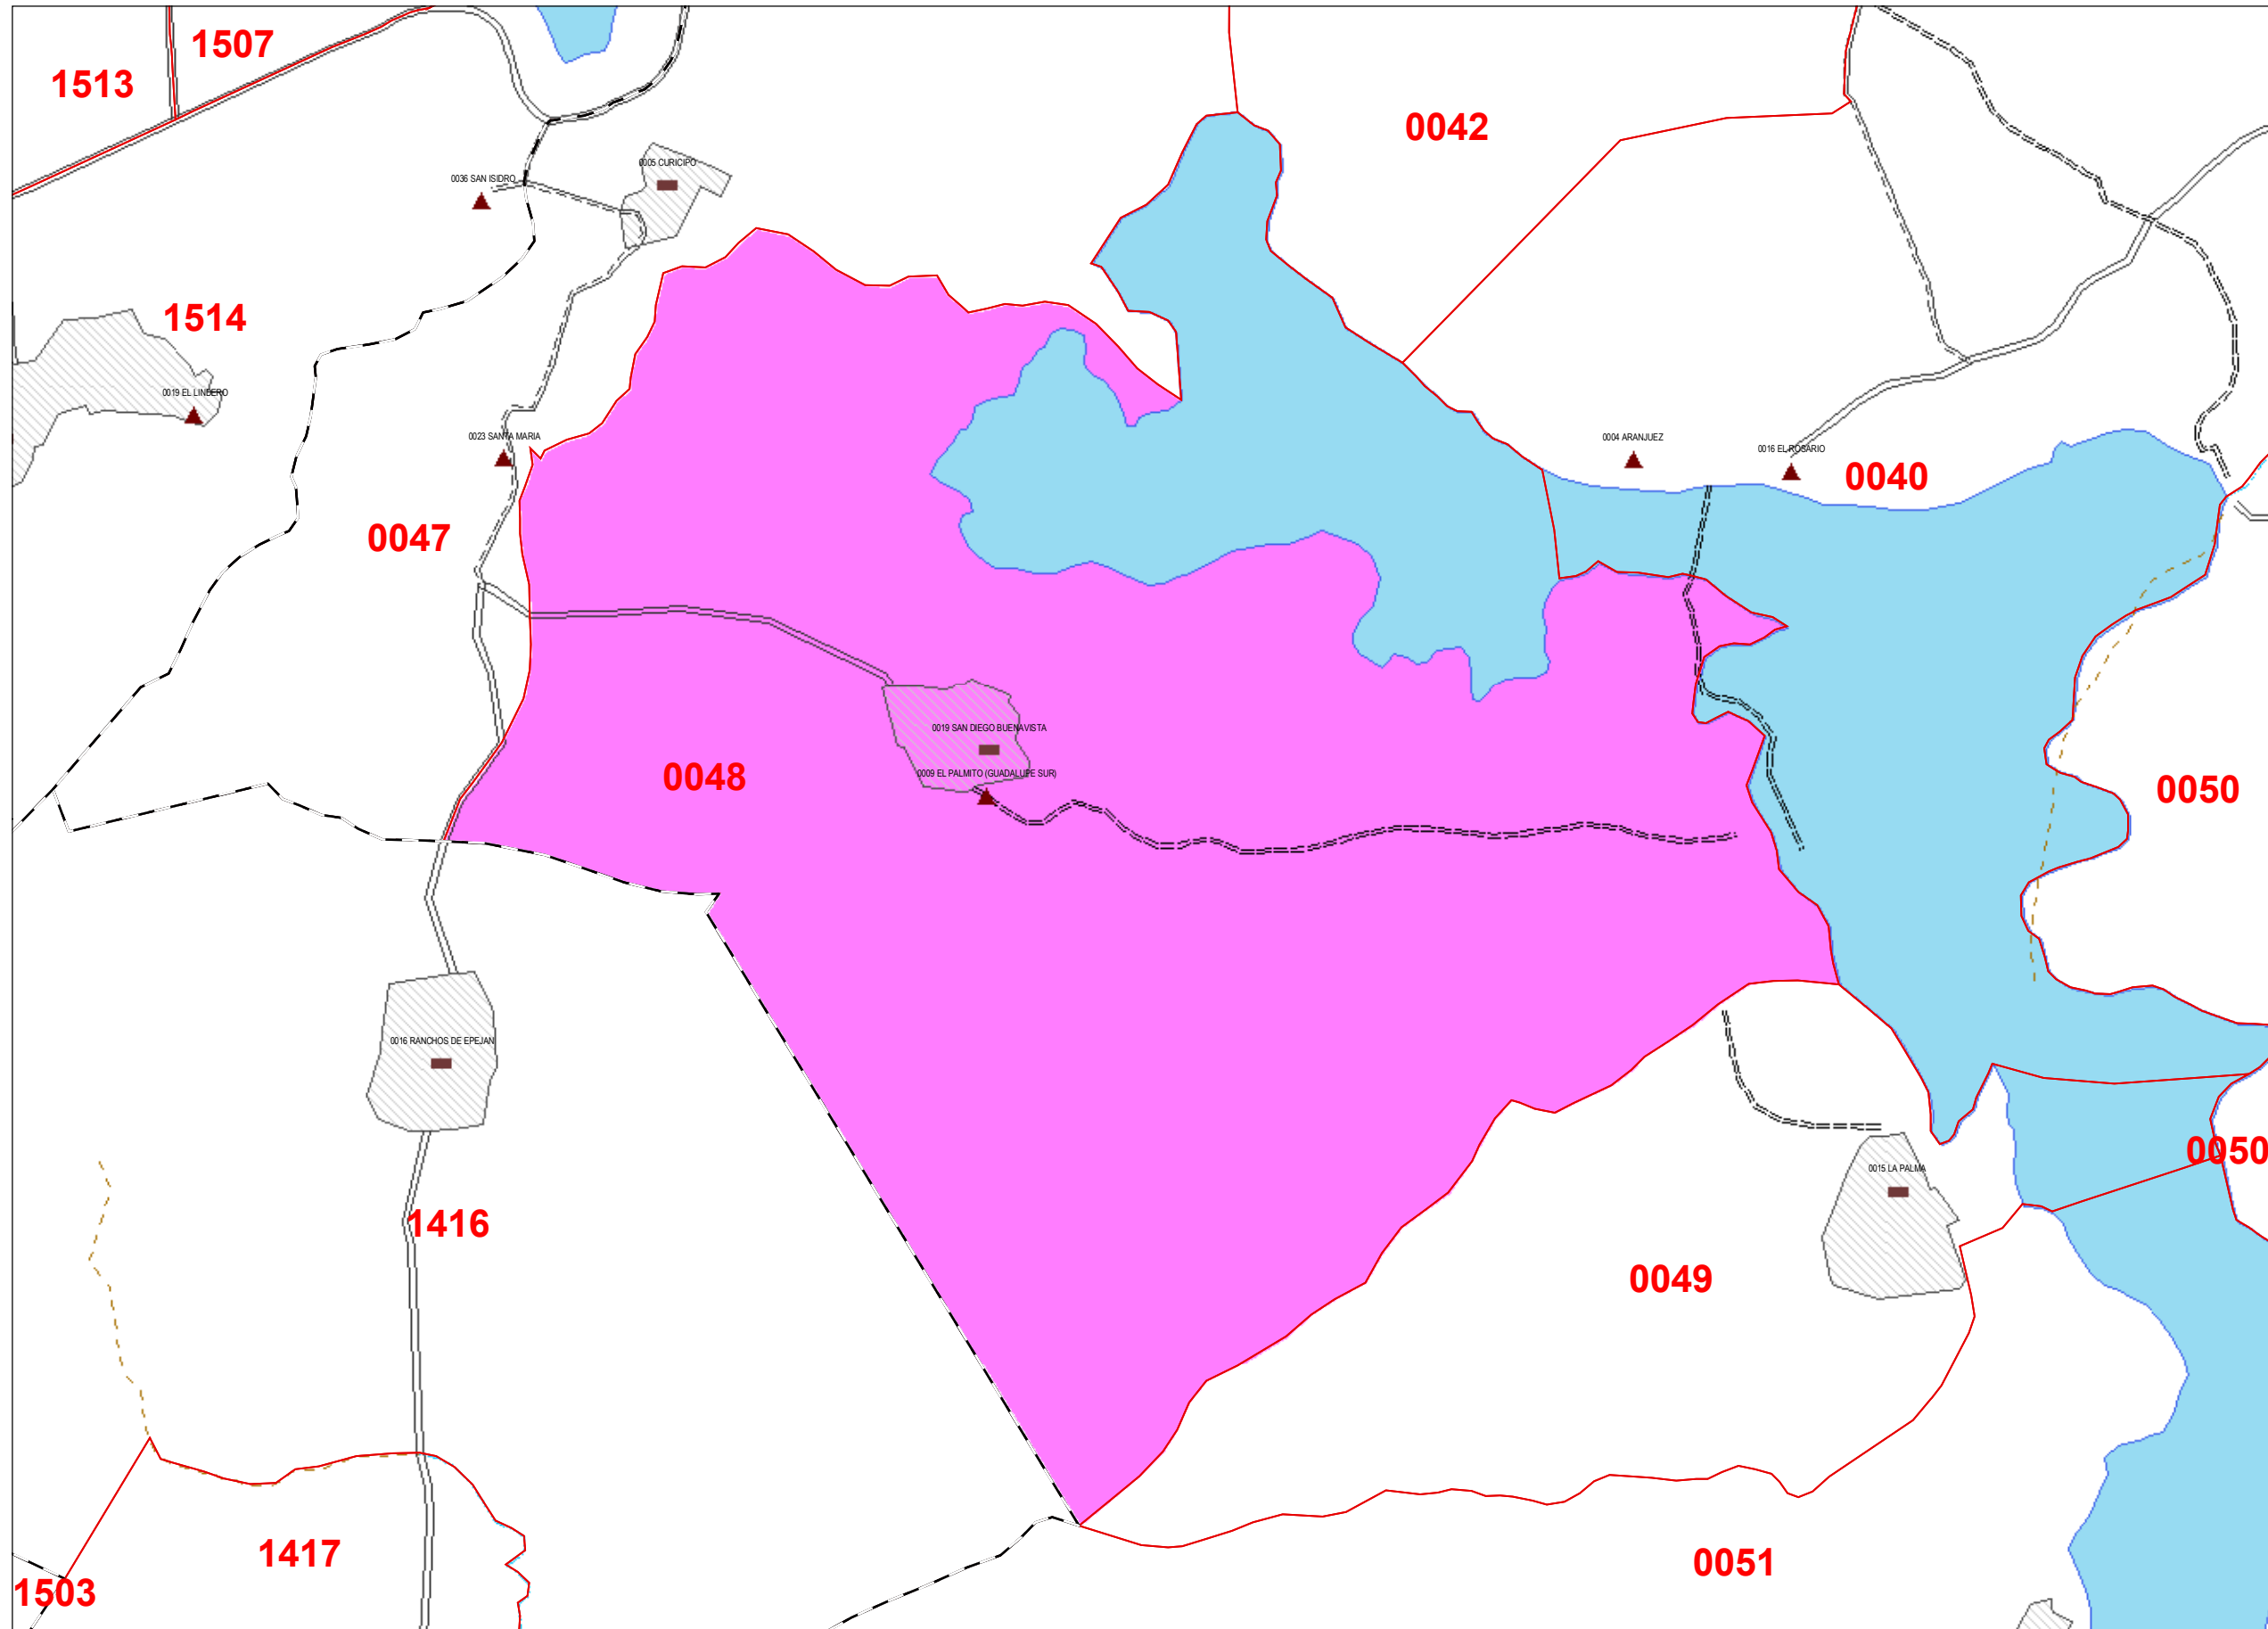 1507
1513
0042
0005 CURICIPO
0036 SAN ISIDRO
1514
0019 EL LINDERO
0023 SANTA MARIA
0004 ARANJUEZ
0016 EL ROSARIO
0040
0047
0019 SAN DIEGO BUENAVISTA
0009 EL PALMITO (GUADALUPE SUR)
0048
0050
0016 RANCHOS DE EPEJAN
0050
0015 LA PALMA
1416
0049
1417
0051
1503